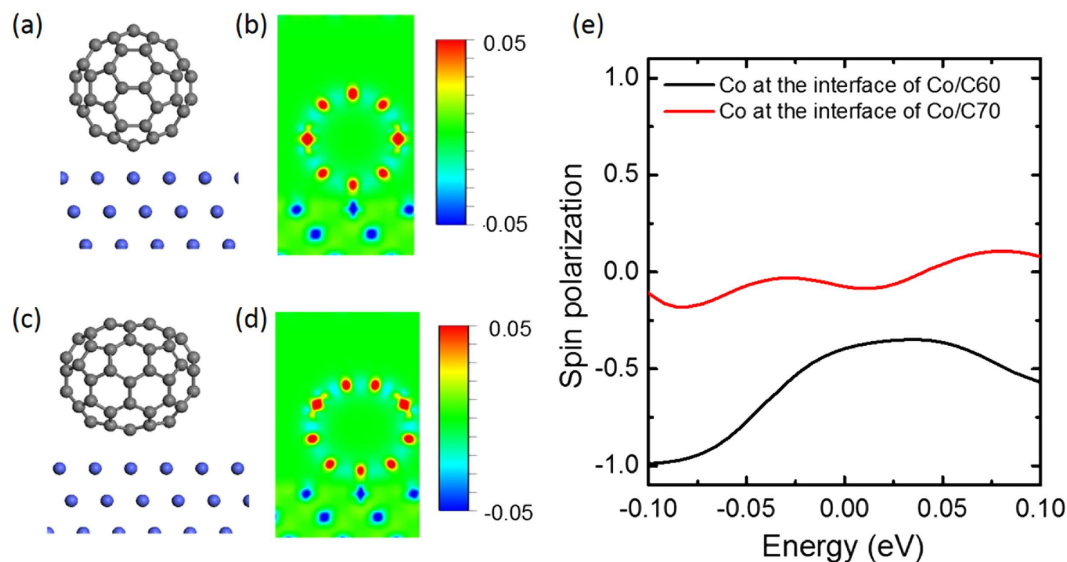 (a)
(b)
0.05
-0.05
(c)
(d)
0.05
-0.05
(e)
Co at the interface of Co/C60
Co at the interface of Co/C70
Spin polarization
1.0
0.5
0.0
-0.5
-1.0
-0.10 -0.05 0.00 0.05 0.10
Energy (eV)